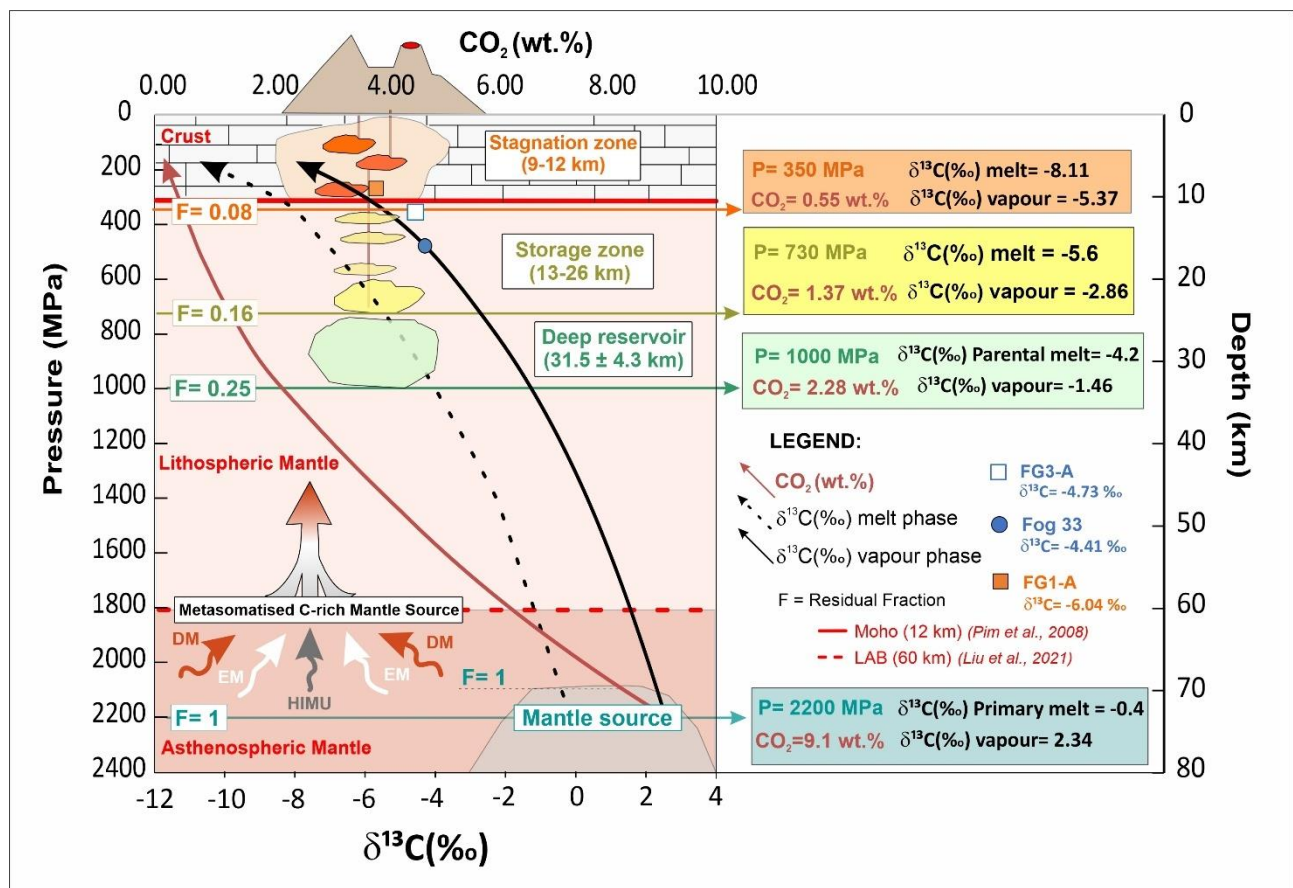 CO₂ (wt.%)
0.00 2.00 4.00 6.00 8.00 10.00
Pressure (MPa)
0
200
400
600
800
1000
1200
1400
1600
1800
2000
2200
2400
Crust
Stagnation zone
(9-12 km)
F= 0.08
Storage zone
(13-26 km)
F= 0.16
Deep reservoir
(31.5 ± 4.3 km)
F= 0.25
Lithospheric Mantle
Metasomatised C-rich Mantle Source
DM
EM
HIMU
EM
DM
F= 1
F= 1
Mantle source
Asthenospheric Mantle
-12 -10 -8 -6 -4 -2 0 2 4
δ¹³C(‰)
P= 350 MPa δ¹³C(‰) melt= -8.11
CO₂= 0.55 wt.% δ¹³C(‰) vapour = -5.37
P= 730 MPa δ¹³C(‰) melt = -5.6
CO₂= 1.37 wt.% δ¹³C(‰) vapour = -2.86
P= 1000 MPa δ¹³C(‰) Parental melt= -4.2
CO₂= 2.28 wt.% δ¹³C(‰) vapour= -1.46
LEGEND:
CO₂ (wt.%)
δ¹³C(‰) melt phase
δ¹³C(‰) vapour phase
FG3-A
δ¹³C= -4.73 ‰
Fog 33
δ¹³C= -4.41 ‰
FG1-A
δ¹³C= -6.04 ‰
F = Residual Fraction
Moho (12 km) (Pim et al., 2008)
LAB (60 km) (Liu et al., 2021)
P= 2200 MPa δ¹³C(‰) Primary melt= -0.4
CO₂=9.1 wt.% δ¹³C(‰) vapour= 2.34
0
10
20
30
40
50
60
70
80
Depth (km)